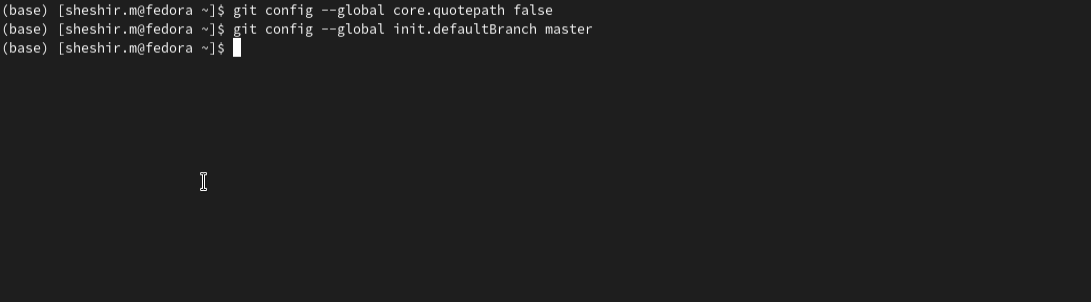 (base) [sheshir.m@fedora ~]$ git config --global core.quotepath false
(base) [sheshir.m@fedora ~]$ git config --global init.defaultBranch master
(base) [sheshir.m@fedora ~]$